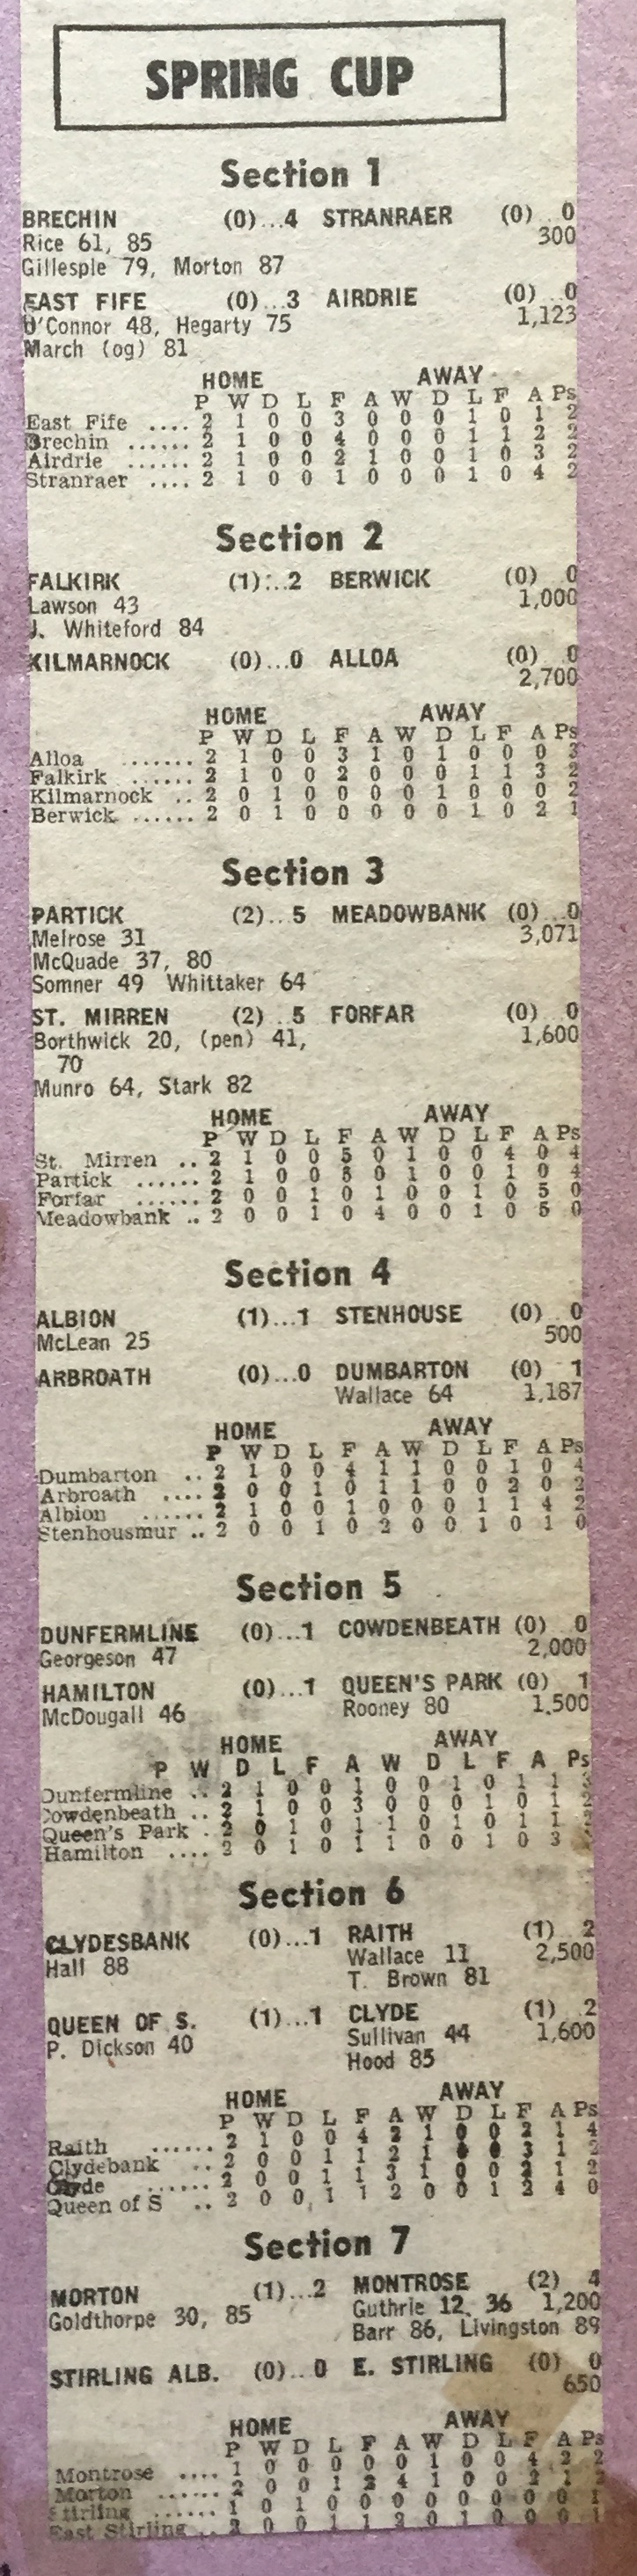 SPRING CUP
Section 1
BRECHIN (0)...4 STRANRAER (0) ..0
Rice 61, 85 300
Gillesple 79, Morton 87
EAST FIFE (0)...3 AIRDRIE (0) ..0
O'Connor 48, Hegarty 75 1,123
March (og) 81
HOME AWAY
P W D L F A W D L F A Ps
East Fife .... 2 1 0 0 3 0 0 0 1 0 1 2
Brechin ...... 2 1 0 0 4 0 0 0 1 1 2 2
Airdrie ...... 2 1 0 0 2 1 0 0 1 0 3 2
Stranraer .... 2 1 0 0 1 0 0 0 1 0 4 2
Section 2
FALKIRK (1)...2 BERWICK (0) 0
Lawson 43 1,000
J. Whiteford 84
KILMARNOCK (0)...0 ALLOA (0) 0
2,700
HOME AWAY
P W D L F A W D L F A Ps
Alloa ....... 2 1 0 0 3 1 0 1 0 0 0 3
Falkirk ...... 2 1 0 0 2 0 0 0 1 1 3 2
Kilmarnock .. 2 0 1 0 0 0 0 1 0 0 0 2
Berwick ...... 2 0 1 0 0 0 0 0 1 0 2 1
Section 3
PARTICK (2)...5 MEADOWBANK (0)...0
Melrose 31 3,071
McQuade 37, 80
Somner 49 Whittaker 64
ST. MIRREN (2)..5 FORFAR (0) 0
Borthwick 20, (pen) 41, 1,600
70
Munro 64, Stark 82
HOME AWAY
P W D L F A W D L F A Ps
St. Mirren .. 2 1 0 0 5 0 1 0 0 4 0 4
Partick ...... 2 1 0 0 5 0 1 0 0 1 0 4
Forfar ...... 2 0 0 1 0 1 0 0 1 0 5 0
Meadowbank .. 2 0 0 1 0 4 0 0 1 0 5 0
Section 4
ALBION (1)...1 STENHOUSE (0) 0
McLean 25 500
ARBROATH (0)...0 DUMBARTON (0) 1
Wallace 64 1,187
HOME AWAY
P W D L F A W D L F A Ps
Dumbarton .. 2 1 0 0 4 1 1 0 0 1 0 4
Arbroath .... 2 0 0 1 0 1 1 0 0 2 0 2
Albion ...... 2 1 0 0 1 0 0 0 1 1 4 2
Stenhousmur .. 2 0 0 1 0 2 0 0 1 0 1 0
Section 5
DUNFERMLINE (0)...1 COWDENBEATH (0) 0
Georgeson 47 2,000
HAMILTON (0)...1 QUEEN'S PARK (0) 1
McDougall 46 Rooney 80 1,500
HOME AWAY
P W D L F A W D L F A Ps
Dunfermline .. 2 1 0 0 1 0 0 1 0 1 1 3
Cowdenbeath .. 2 1 0 0 3 0 0 0 1 0 1 2
Queen's Park . 2 0 1 0 1 1 0 1 0 1 1 2
Hamilton .... 2 0 1 0 1 1 0 0 1 0 3
Section 6
CLYDESBANK (0)...1 RAITH (1) 2
Hall 88 Wallace 11 2,500
T. Brown 81
QUEEN OF S. (1)...1 CLYDE (1) ..2
P. Dickson 40 Sullivan 44 1,600
Hood 85
HOME AWAY
P W D L F A W D L F A Ps
Raith ...... 2 1 0 0 4 2 1 0 0 2 1 4
Clydebank .. 2 0 0 1 1 2 1 0 0 3 1 2
Clyde ...... 2 0 0 1 1 3 1 0 0 2 1 2
Queen of S .. 2 0 0 1 1 2 0 0 1 2 4 0
Section 7
MORTON (1)...2 MONTROSE (2) 4
Goldthorpe 30, 85 Guthrie 12, 36 1,200
Barr 86, Livingston 89
STIRLING ALB. (0)..0 E. STIRLING (0) 0
650
HOME AWAY
P W D L F A W D L F A Ps
Montrose .... 1 0 0 0 0 0 1 0 0 4 2 2
Morton ...... 2 0 0 1 2 4 1 0 0 2 1 2
Stirling ...... 1 0 1 0 0 0 0 0 0 0 0 1
East Stirling .. 2 0 0 1 1 2 0 1 0 0 0 1